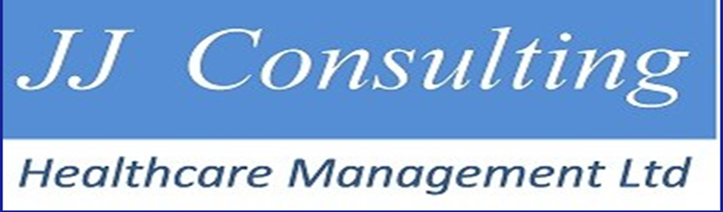 JJ Consulting
Healthcare Management Ltd